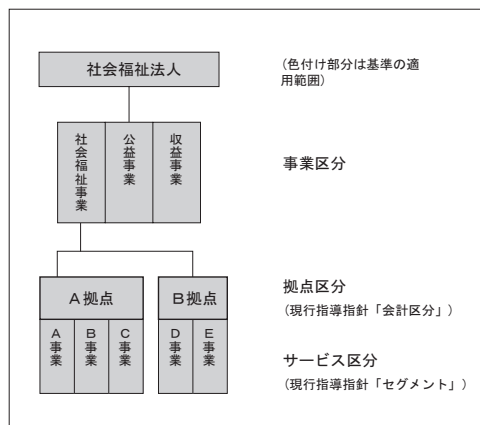 社会福祉法人
(色付け部分は基準の適
用範囲)
社会福祉事業
公益事業
収益事業
事業区分
A拠点
B拠点
拠点区分
(現行指導指針「会計区分」)
A事業
B事業
C事業
D事業
E事業
サービス区分
(現行指導指針「セグメント」)